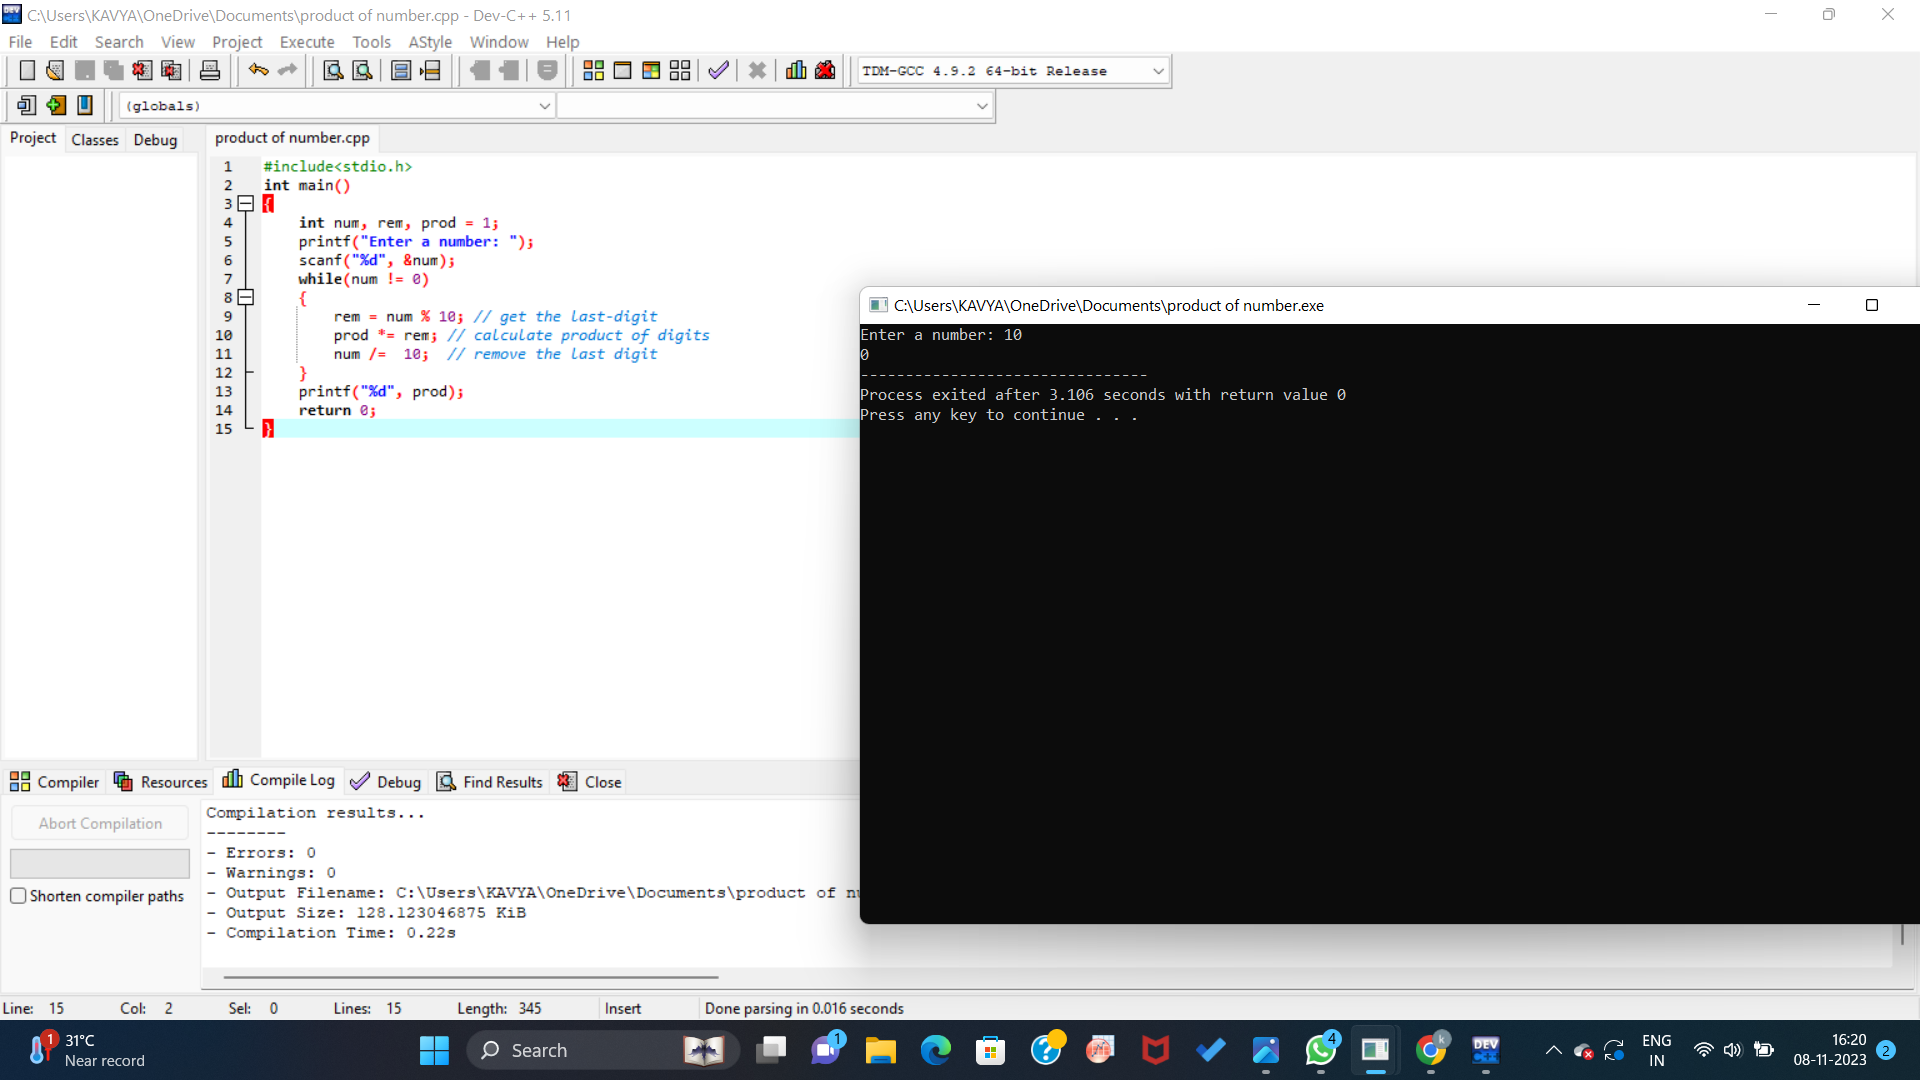 C:\Users\KAVYA\OneDrive\Documents\product of number.cpp - Dev-C++ 5.11
File Edit Search View Project Execute Tools AStyle Window Help
TDM-GCC 4.9.2 64-bit Release
(globals)
Project Classes Debug product of number.cpp
1 #include<stdio.h>
2 int main()
3 {
4 int num, rem, prod = 1;
5 printf("Enter a number: ");
6 scanf("%d", &num);
7 while(num != 0)
8 {
9 rem = num % 10; // get the last-digit
10 prod *= rem; // calculate product of digits
11 num /= 10; // remove the last digit
12 }
13 printf("%d", prod);
14 return 0;
15 }
C:\Users\KAVYA\OneDrive\Documents\product of number.exe
Enter a number: 10
0
--------------------------------
Process exited after 3.106 seconds with return value 0
Press any key to continue . . .
Compiler Resources Compile Log Debug Find Results Close
Abort Compilation
Shorten compiler paths
Compilation results...
--------
- Errors: 0
- Warnings: 0
- Output Filename: C:\Users\KAVYA\OneDrive\Documents\product of nu
- Output Size: 128.123046875 KiB
- Compilation Time: 0.22s
Line: 15 Col: 2 Sel: 0 Lines: 15 Length: 345 Insert Done parsing in 0.016 seconds
1 31°C
Near record
Search
1
4
k
DEV
ENG
IN
16:20
08-11-2023
2